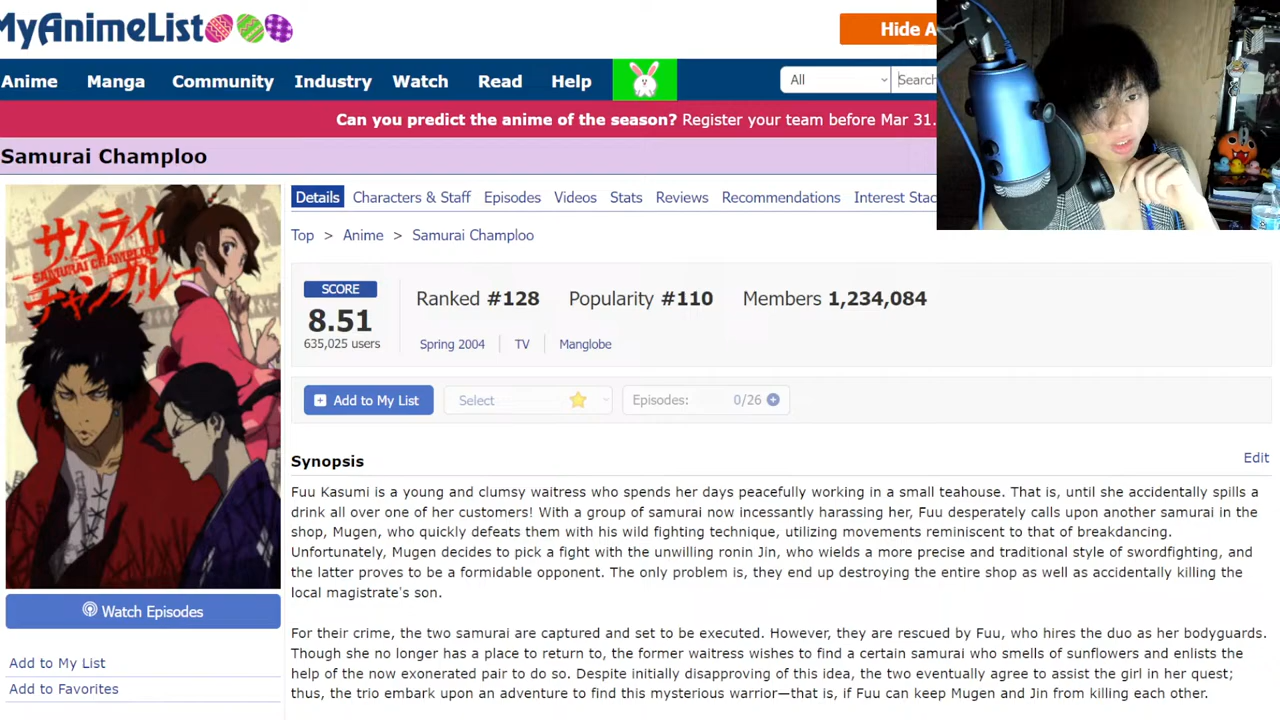 MyAnimeList
Hide A
Anime Manga Community Industry Watch Read Help All Search
Can you predict the anime of the season? Register your team before Mar 31.
Samurai Champloo
サムライ
SAMURAI CHAMPLOO
チャンプルー
Details Characters & Staff Episodes Videos Stats Reviews Recommendations Interest Stac
Top > Anime > Samurai Champloo
SCORE
8.51
635,025 users
Ranked #128 Popularity #110 Members 1,234,084
Spring 2004 TV Manglobe
Add to My List Select Episodes: 0/26
Synopsis Edit
Fuu Kasumi is a young and clumsy waitress who spends her days peacefully working in a small teahouse. That is, until she accidentally spills a
drink all over one of her customers! With a group of samurai now incessantly harassing her, Fuu desperately calls upon another samurai in the
shop, Mugen, who quickly defeats them with his wild fighting technique, utilizing movements reminiscent to that of breakdancing.
Unfortunately, Mugen decides to pick a fight with the unwilling ronin Jin, who wields a more precise and traditional style of swordfighting, and
the latter proves to be a formidable opponent. The only problem is, they end up destroying the entire shop as well as accidentally killing the
local magistrate's son.
For their crime, the two samurai are captured and set to be executed. However, they are rescued by Fuu, who hires the duo as her bodyguards.
Though she no longer has a place to return to, the former waitress wishes to find a certain samurai who smells of sunflowers and enlists the
help of the now exonerated pair to do so. Despite initially disapproving of this idea, the two eventually agree to assist the girl in her quest;
thus, the trio embark upon an adventure to find this mysterious warrior—that is, if Fuu can keep Mugen and Jin from killing each other.
Watch Episodes
Add to My List
Add to Favorites